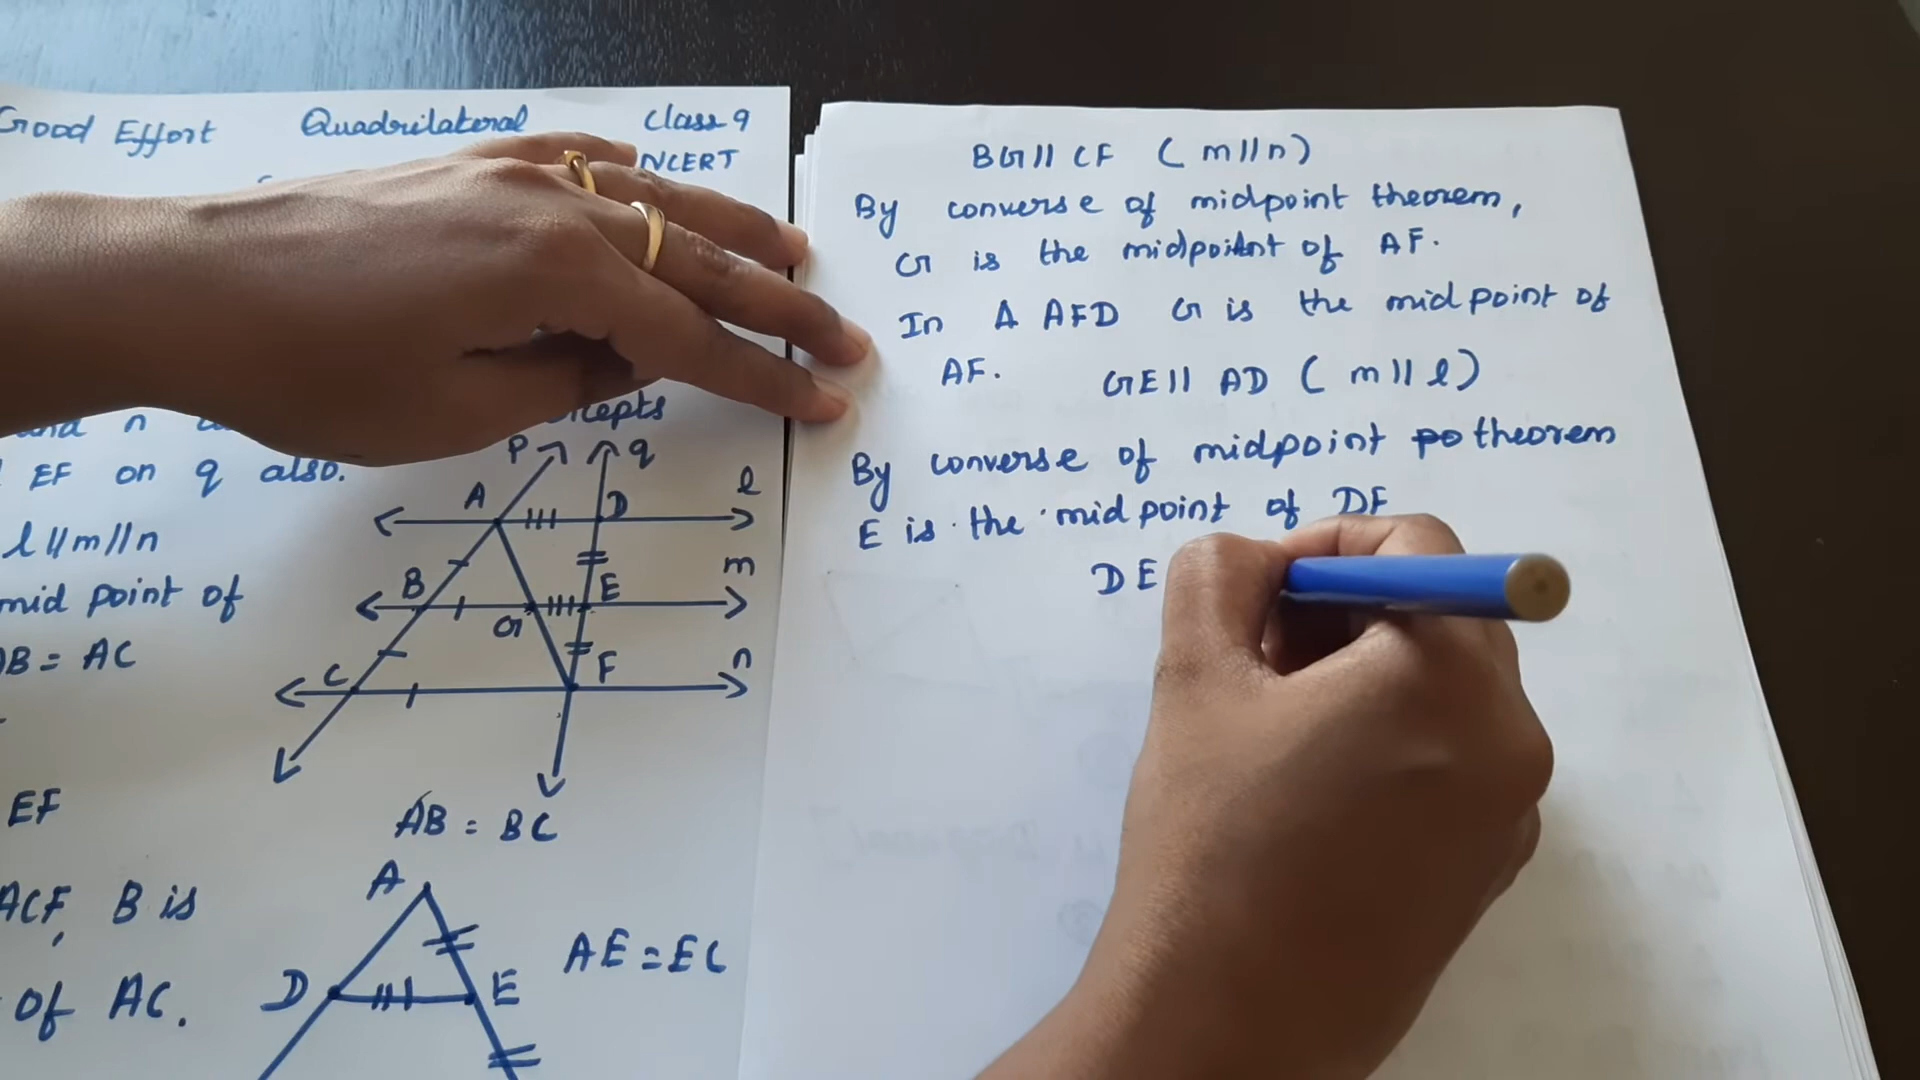 Good Effort Quadrilateral Class 9
NCERT
and n
EF on q also.
l // m // n
mid point of
AB = AC
EF
ACF, B is
of AC.
P q
A D l
B E m
G
C F n
AB = BC
A
D E AE = EC
BG || CF ( m || n )
By converse of midpoint theorem,
G is the midpoint of AF.
In Δ AFD G is the mid point of
AF. GE || AD ( m || l )
By converse of midpoint po theorem
E is the mid point of DF
DE